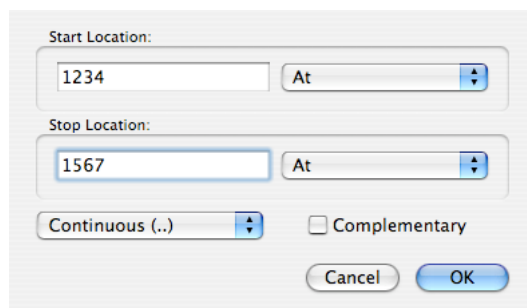 Start Location:
1234 At
Stop Location:
1567 At
Continuous (..) Complementary
Cancel OK